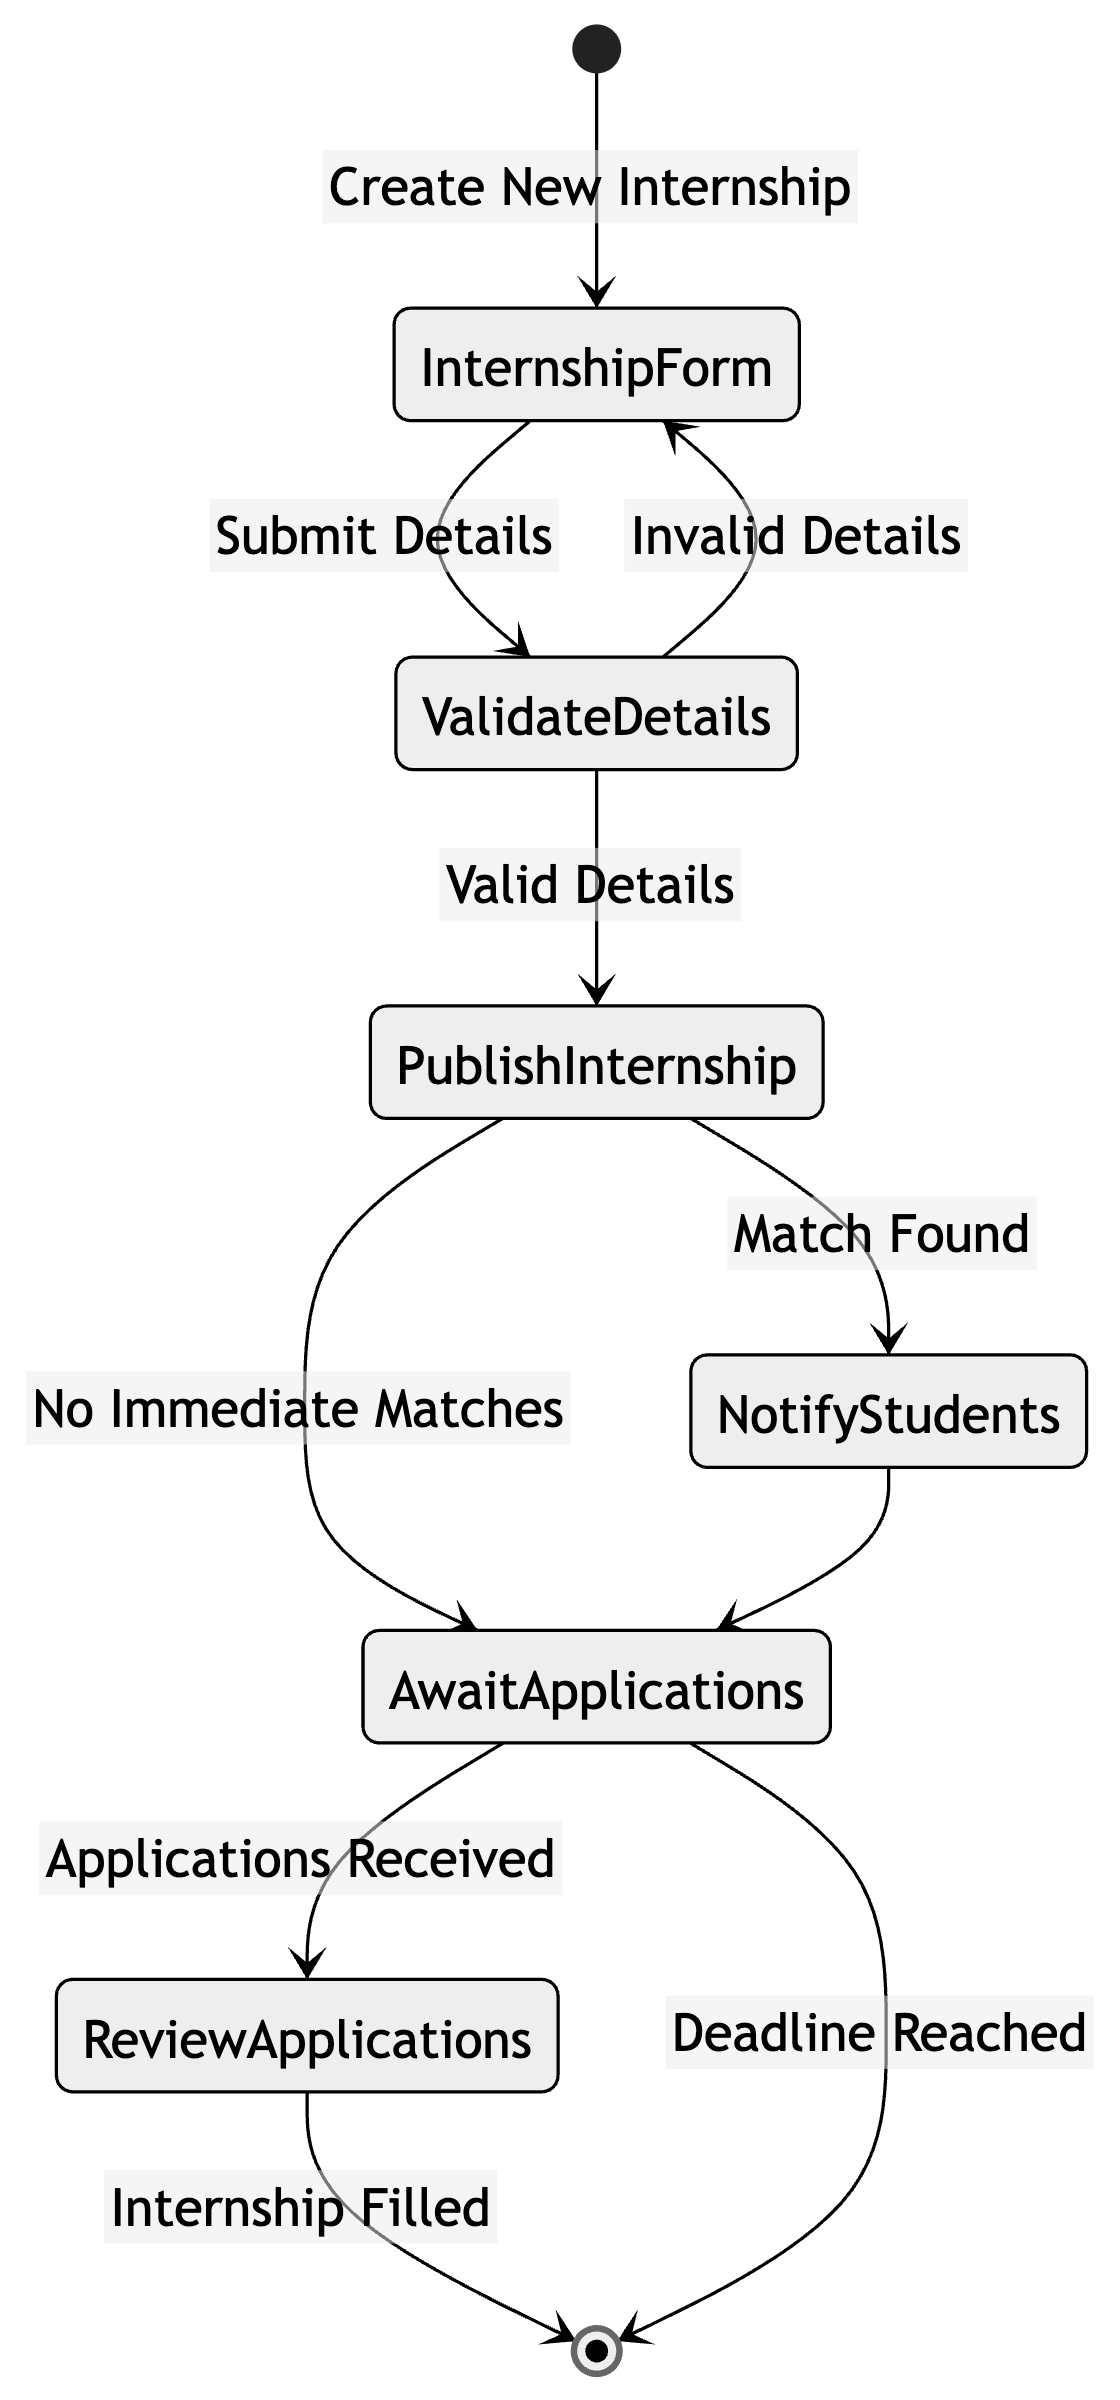 Create New Internship
InternshipForm
Submit Details
Invalid Details
ValidateDetails
Valid Details
PublishInternship
Match Found
No Immediate Matches
NotifyStudents
AwaitApplications
Applications Received
ReviewApplications
Deadline Reached
Internship Filled